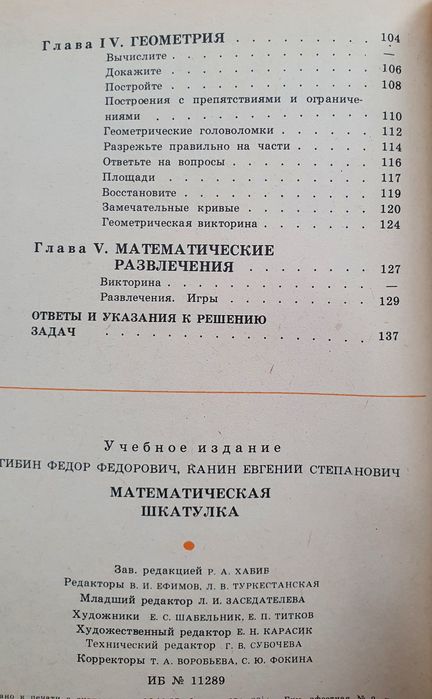 Глава IV. ГЕОМЕТРИЯ . . . . . . . . . 104
Вычислите . . . . . . . . . . . —
Докажите . . . . . . . . . . . 106
Постройте . . . . . . . . . . . 108
Построения с препятствиями и ограниче-
ниями . . . . . . . . . . . . 110
Геометрические головоломки . . . . . 112
Разрежьте правильно на части . . . . 114
Ответьте на вопросы . . . . . . . . 116
Площади . . . . . . . . . . . 117
Восстановите . . . . . . . . . . 119
Замечательные кривые . . . . . . . 120
Геометрическая викторина . . . . . . 124
Глава V. МАТЕМАТИЧЕСКИЕ
РАЗВЛЕЧЕНИЯ . . . . . . . 127
Викторина . . . . . . . . . . . —
Развлечения. Игры . . . . . . . . 129
ОТВЕТЫ И УКАЗАНИЯ К РЕШЕНИЮ
ЗАДАЧ . . . . . . . . . . . . . 137
Учебное издание
ГИБИН ФЕДОР ФЕДОРОВИЧ, КАНИН ЕВГЕНИЙ СТЕПАНОВИЧ
МАТЕМАТИЧЕСКАЯ
ШКАТУЛКА
Зав. редакцией Р. А. ХАБИБ
Редакторы В. И. ЕФИМОВ, Л. В. ТУРКЕСТАНСКАЯ
Младший редактор Л. И. ЗАСЕДАТЕЛЕВА
Художники Е. С. ШАБЕЛЬНИК, Е. П. ТИТКОВ
Художественный редактор Е. Н. КАРАСИК
Технический редактор Г. В. СУБОЧЕВА
Корректоры Т. А. ВОРОБЬЕВА, С. Ю. ФОКИНА
ИБ № 11289